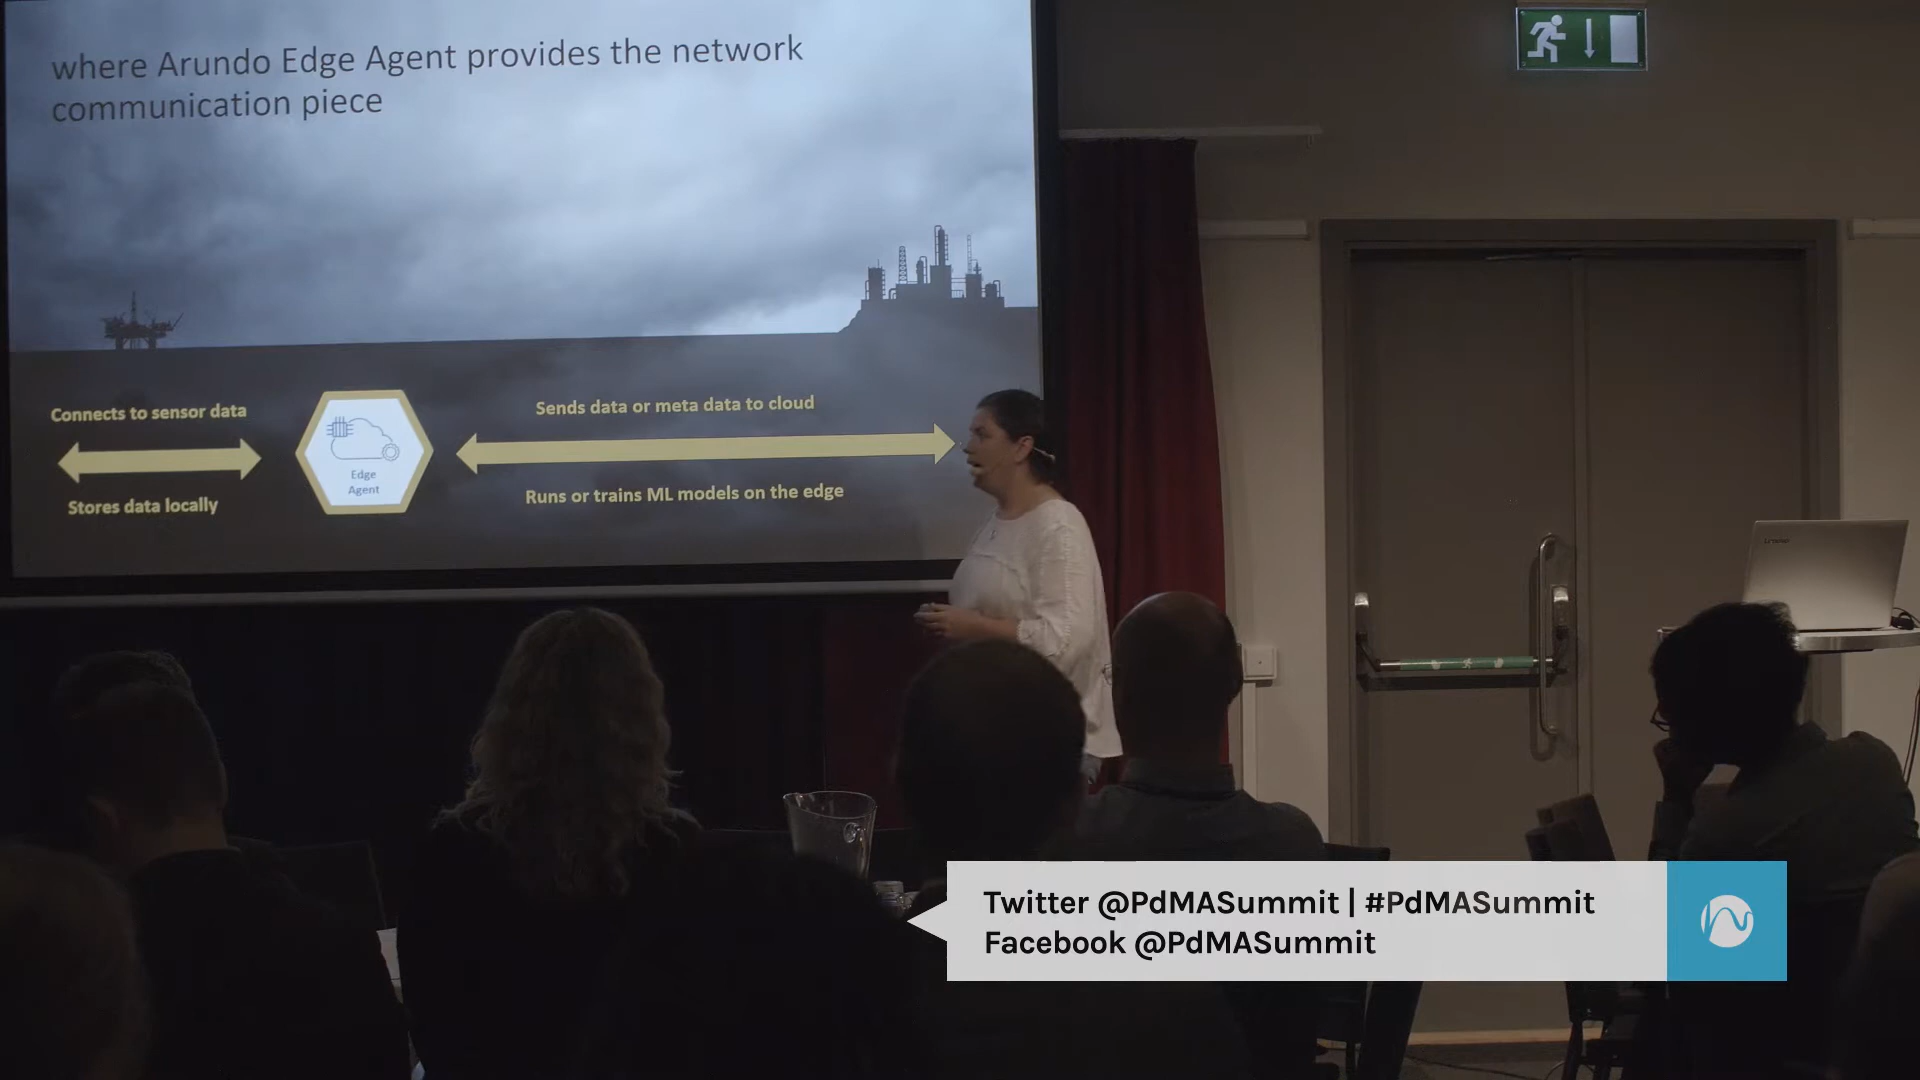 where Arundo Edge Agent provides the network
communication piece
Connects to sensor data
Stores data locally
Edge
Agent
Sends data or meta data to cloud
Runs or trains ML models on the edge
Lenovo
Twitter @PdMASummit | #PdMASummit
Facebook @PdMASummit